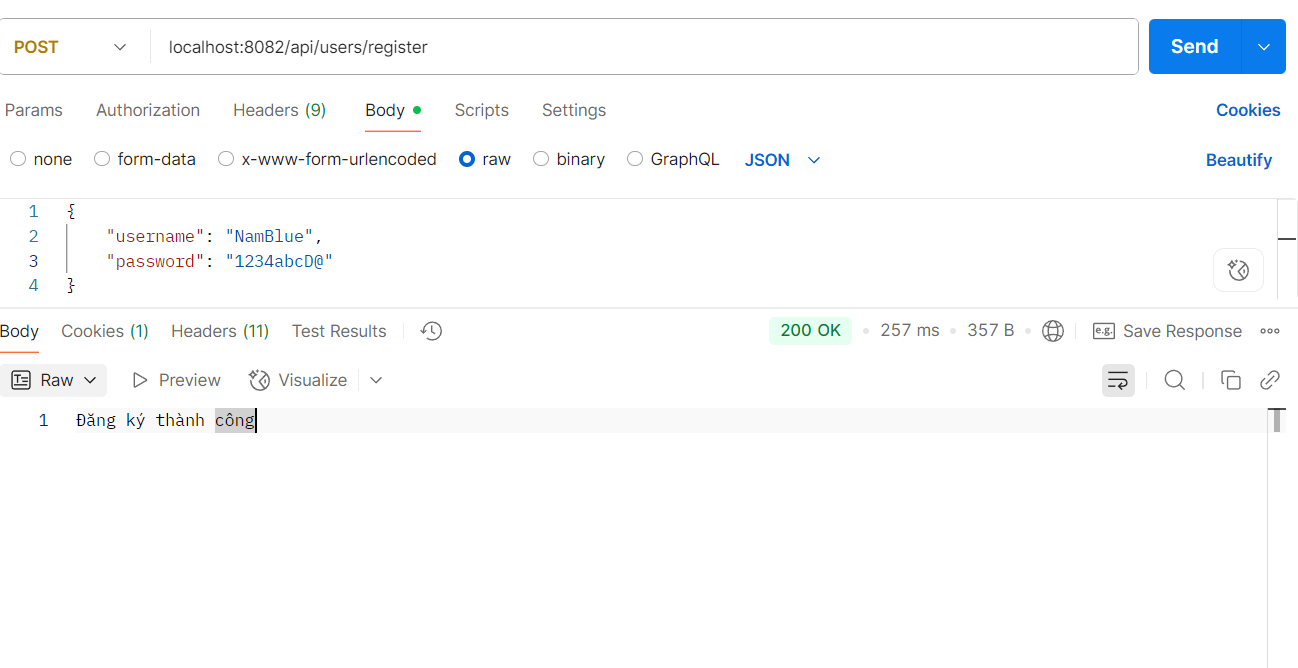 POST localhost:8082/api/users/register Send
Params Authorization Headers (9) Body Scripts Settings Cookies
none form-data x-www-form-urlencoded raw binary GraphQL JSON Beautify
1 {
2 "username": "NamBlue",
3 "password": "1234abcD@"
4 }
Body Cookies (1) Headers (11) Test Results 200 OK 257 ms 357 B e.g. Save Response
Raw Preview Visualize
1 Đăng ký thành công